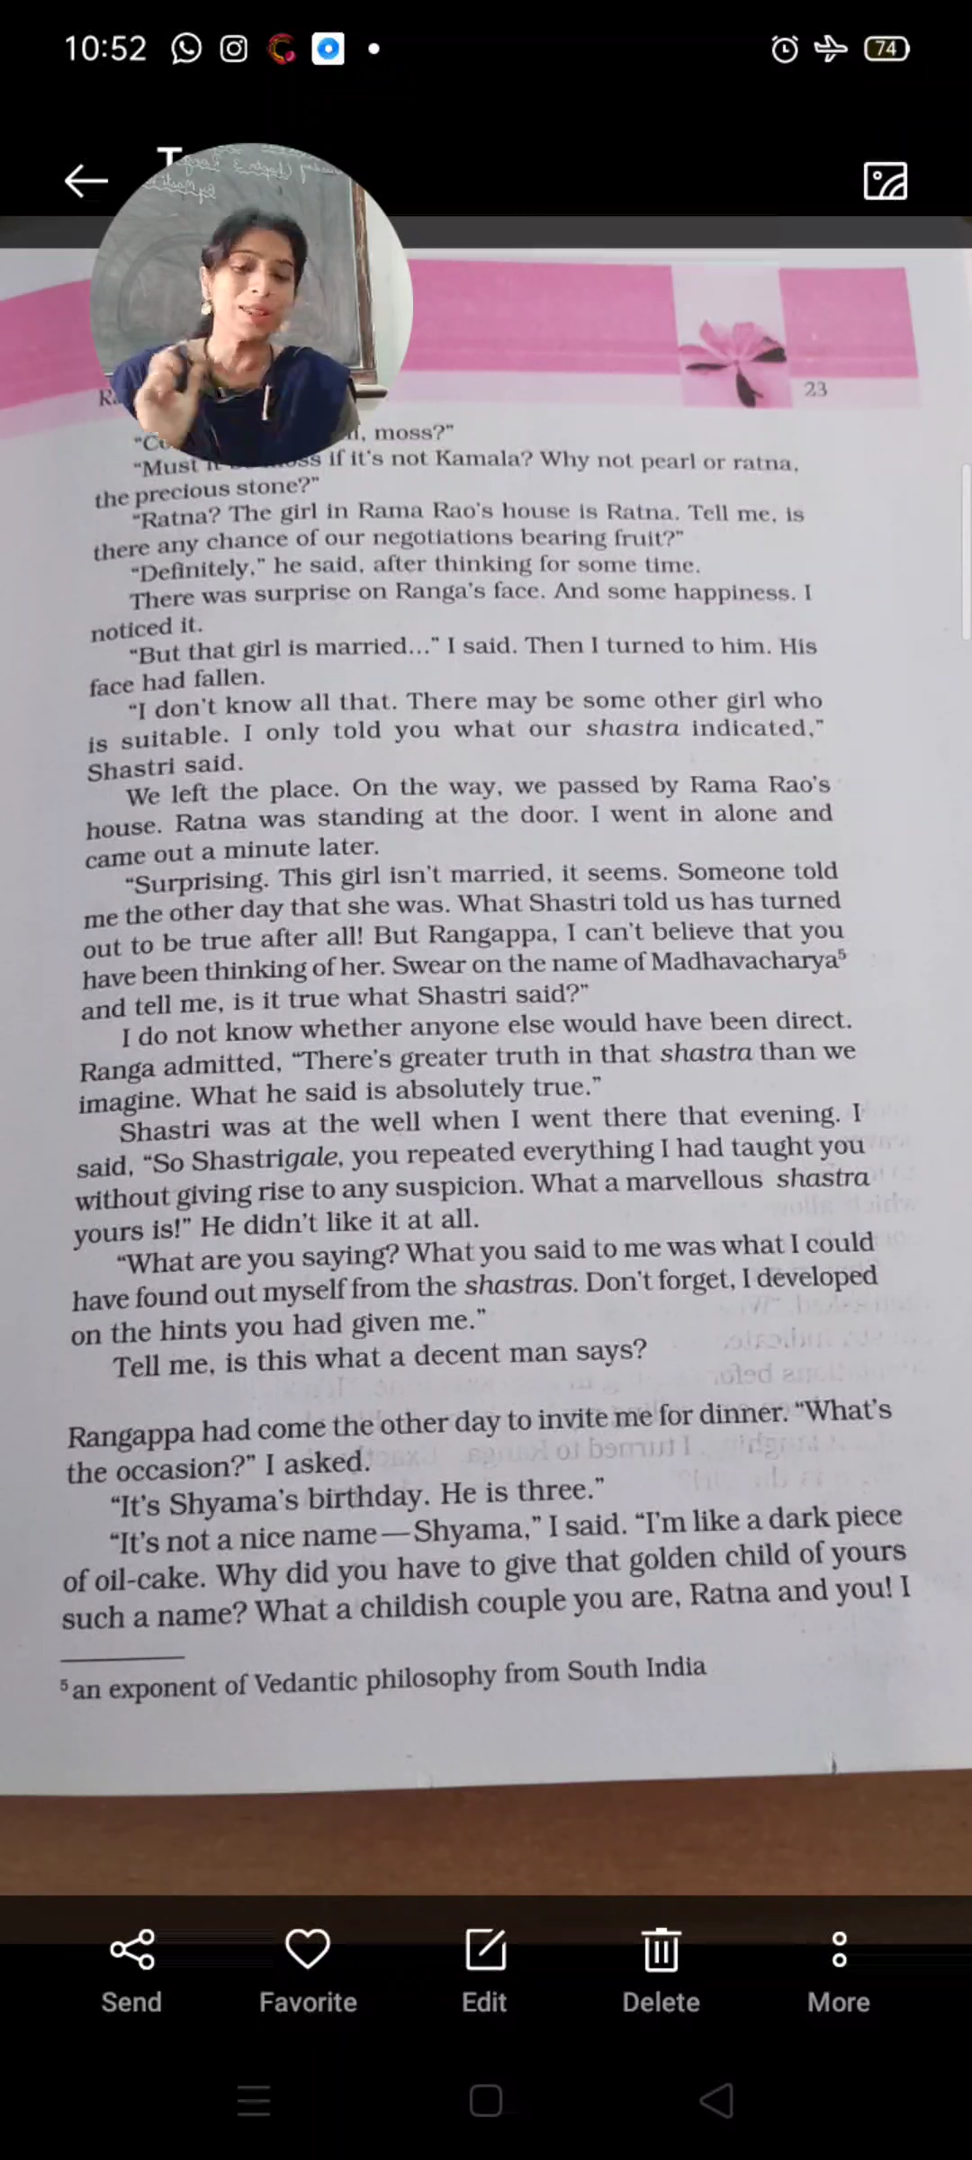 10:52
74
T
23
moss?"
"Must if it's not Kamala? Why not pearl or ratna,
the precious stone?"
"Ratna? The girl in Rama Rao's house is Ratna. Tell me, is
there any chance of our negotiations bearing fruit?"
"Definitely," he said, after thinking for some time.
There was surprise on Ranga's face. And some happiness. I
noticed it.
"But that girl is married..." I said. Then I turned to him. His
face had fallen.
"I don't know all that. There may be some other girl who
is suitable. I only told you what our shastra indicated,"
Shastri said.
We left the place. On the way, we passed by Rama Rao's
house. Ratna was standing at the door. I went in alone and
came out a minute later.
"Surprising. This girl isn't married, it seems. Someone told
me the other day that she was. What Shastri told us has turned
out to be true after all! But Rangappa, I can't believe that you
have been thinking of her. Swear on the name of Madhavacharya⁵
and tell me, is it true what Shastri said?"
I do not know whether anyone else would have been direct.
Ranga admitted, "There's greater truth in that shastra than we
imagine. What he said is absolutely true."
Shastri was at the well when I went there that evening. I
said, "So Shastrigale, you repeated everything I had taught you
without giving rise to any suspicion. What a marvellous shastra
yours is!" He didn't like it at all.
"What are you saying? What you said to me was what I could
have found out myself from the shastras. Don't forget, I developed
on the hints you had given me."
Tell me, is this what a decent man says?
Rangappa had come the other day to invite me for dinner. "What's
the occasion?" I asked.
"It's Shyama's birthday. He is three."
"It's not a nice name—Shyama," I said. "I'm like a dark piece
of oil-cake. Why did you have to give that golden child of yours
such a name? What a childish couple you are, Ratna and you! I
⁵ an exponent of Vedantic philosophy from South India
Send Favorite Edit Delete More